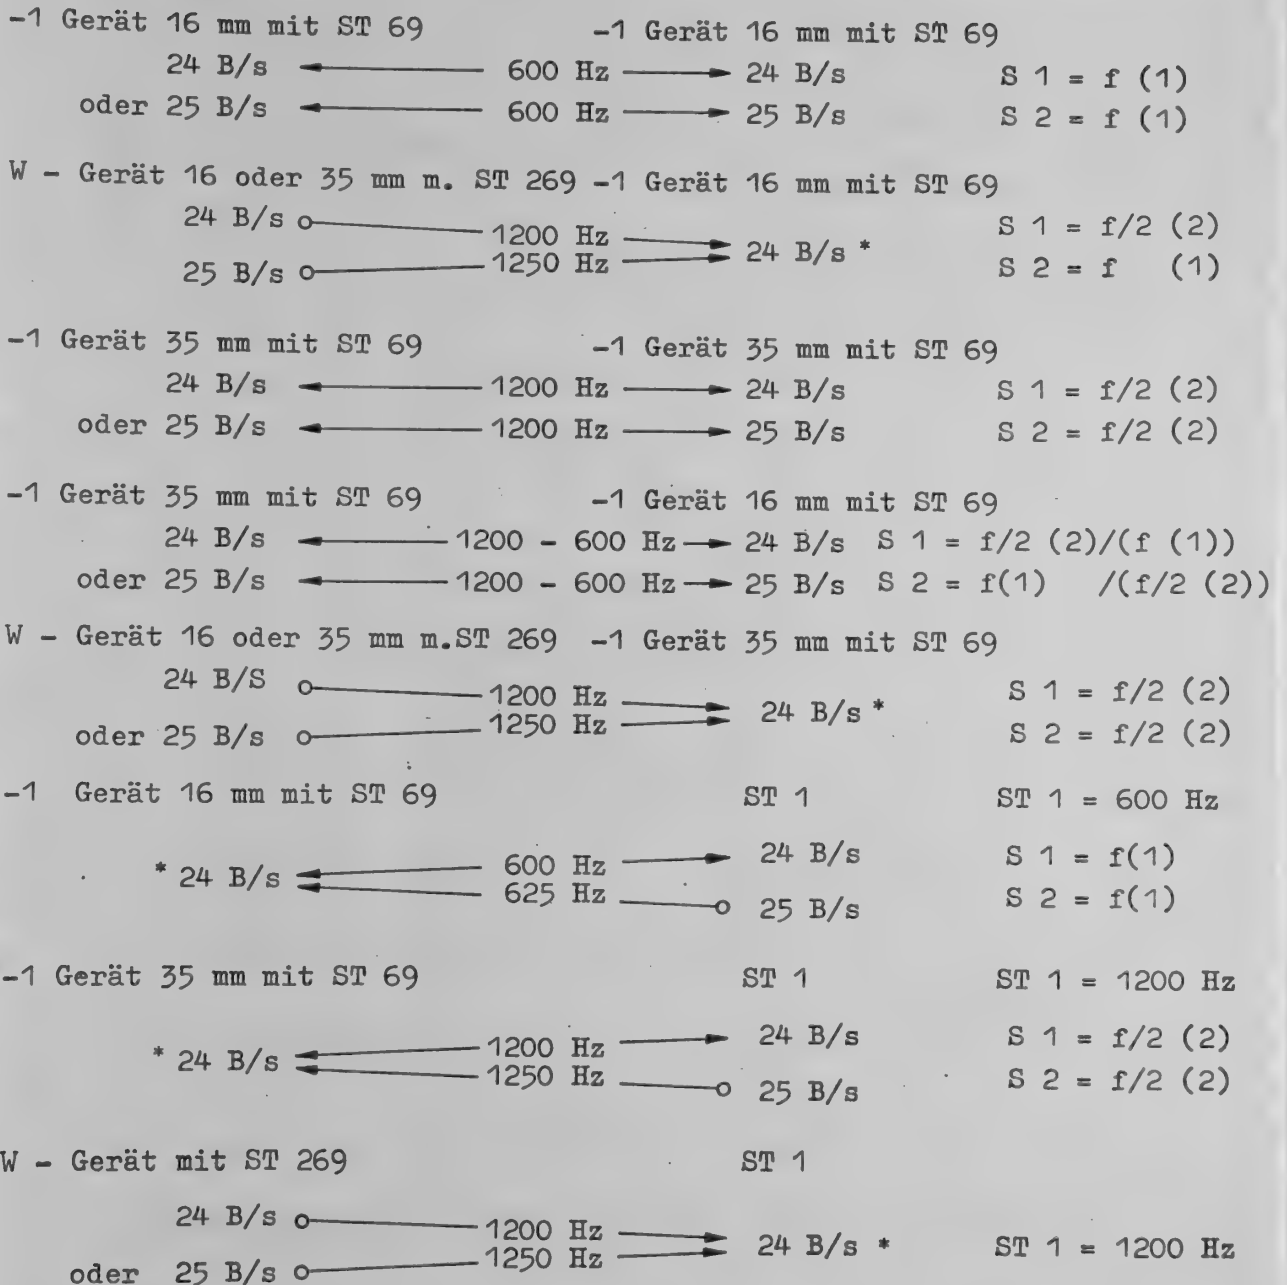 -1 Gerät 16 mm mit ST 69 -1 Gerät 16 mm mit ST 69
24 B/s 600 Hz 24 B/s S 1 = f (1)
oder 25 B/s 600 Hz 25 B/s S 2 = f (1)
W - Gerät 16 oder 35 mm m. ST 269 -1 Gerät 16 mm mit ST 69
24 B/s 1200 Hz 24 B/s * S 1 = f/2 (2)
25 B/s 1250 Hz S 2 = f (1)
-1 Gerät 35 mm mit ST 69 -1 Gerät 35 mm mit ST 69
24 B/s 1200 Hz 24 B/s S 1 = f/2 (2)
oder 25 B/s 1200 Hz 25 B/s S 2 = f/2 (2)
-1 Gerät 35 mm mit ST 69 -1 Gerät 16 mm mit ST 69
24 B/s 1200 - 600 Hz 24 B/s S 1 = f/2 (2)/(f (1))
oder 25 B/s 1200 - 600 Hz 25 B/s S 2 = f(1) /(f/2 (2))
W - Gerät 16 oder 35 mm m.ST 269 -1 Gerät 35 mm mit ST 69
24 B/S 1200 Hz 24 B/s * S 1 = f/2 (2)
oder 25 B/s 1250 Hz S 2 = f/2 (2)
-1 Gerät 16 mm mit ST 69 ST 1 ST 1 = 600 Hz
* 24 B/s 600 Hz 24 B/s S 1 = f(1)
625 Hz 25 B/s S 2 = f(1)
-1 Gerät 35 mm mit ST 69 ST 1 ST 1 = 1200 Hz
* 24 B/s 1200 Hz 24 B/s S 1 = f/2 (2)
1250 Hz 25 B/s S 2 = f/2 (2)
W - Gerät mit ST 269 ST 1
24 B/s 1200 Hz 24 B/s * ST 1 = 1200 Hz
oder 25 B/s 1250 Hz